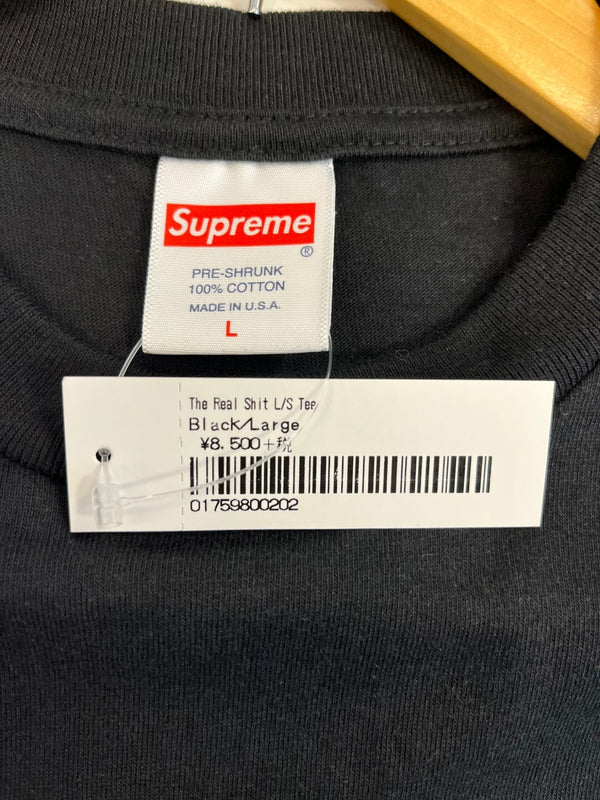 Supreme
®
PRE-SHRUNK
100% COTTON
MADE IN U.S.A.
L
The Real Shit L/S Tee
Black/Large
¥8,500+税
01759800202